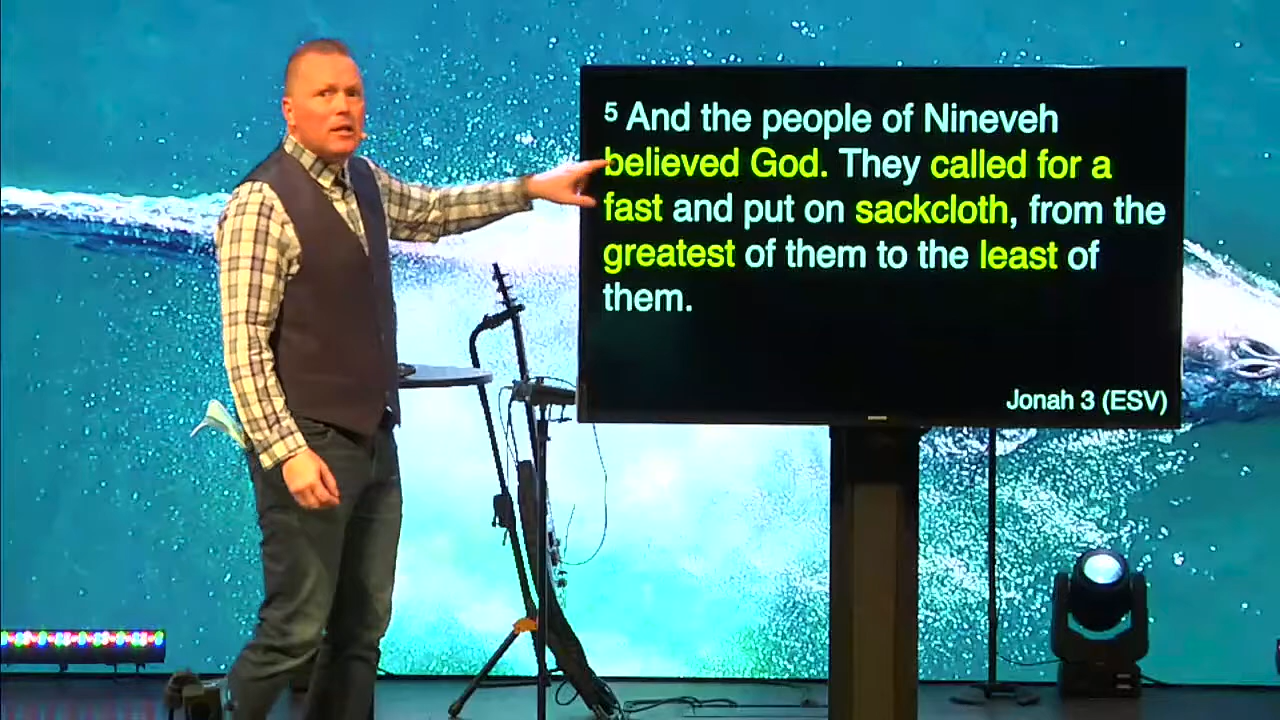 5 And the people of Nineveh
believed God. They called for a
fast and put on sackcloth, from the
greatest of them to the least of
them.
Jonah 3 (ESV)